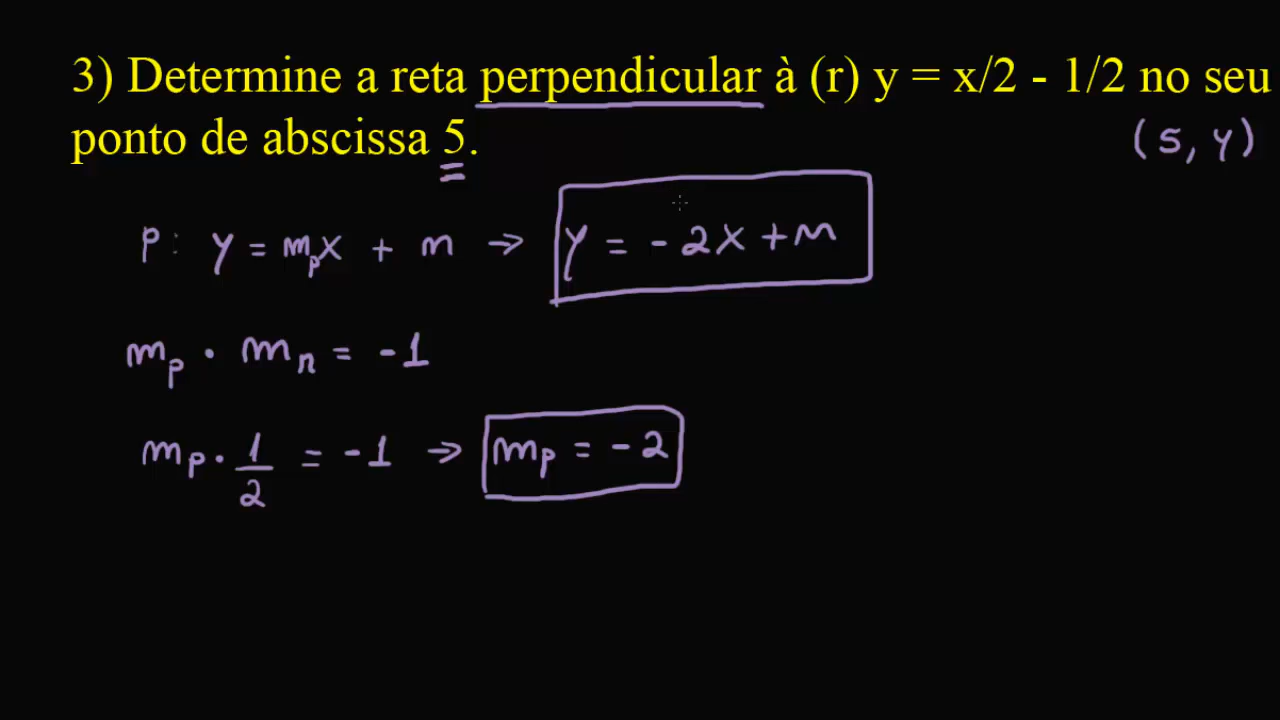 3) Determine a reta perpendicular à (r) y = x/2 - 1/2 no seu
ponto de abscissa 5.
(5, y)
p: y = mₚx + m → y = -2x + m
mₚ · mᵣ = -1
mₚ · 1/2 = -1 → mₚ = -2